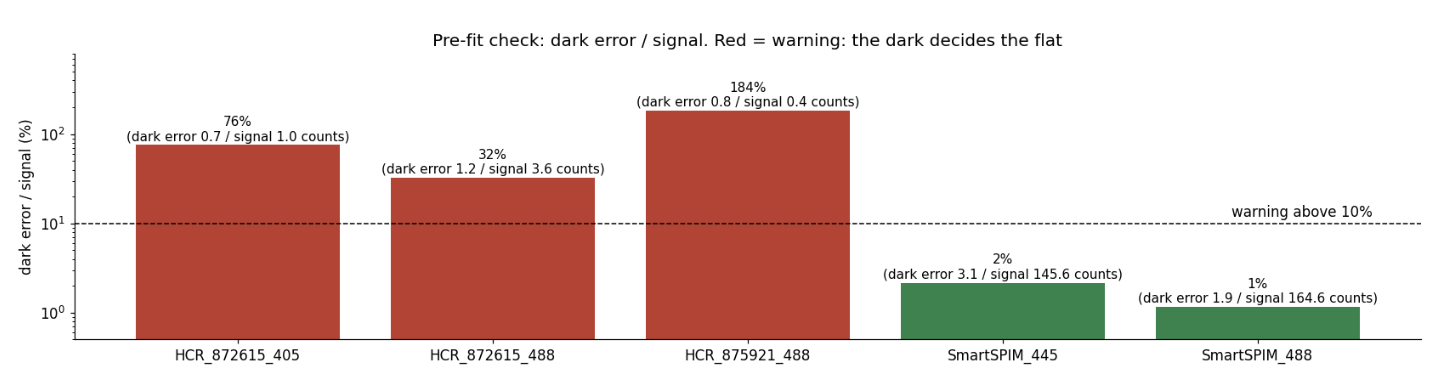 Pre-fit check: dark error / signal. Red = warning: the dark decides the flat
dark error / signal (%)
10²
10¹
10⁰
76%
(dark error 0.7 / signal 1.0 counts)
32%
(dark error 1.2 / signal 3.6 counts)
184%
(dark error 0.8 / signal 0.4 counts)
warning above 10%
2%
(dark error 3.1 / signal 145.6 counts)
1%
(dark error 1.9 / signal 164.6 counts)
HCR_872615_405
HCR_872615_488
HCR_875921_488
SmartSPIM_445
SmartSPIM_488